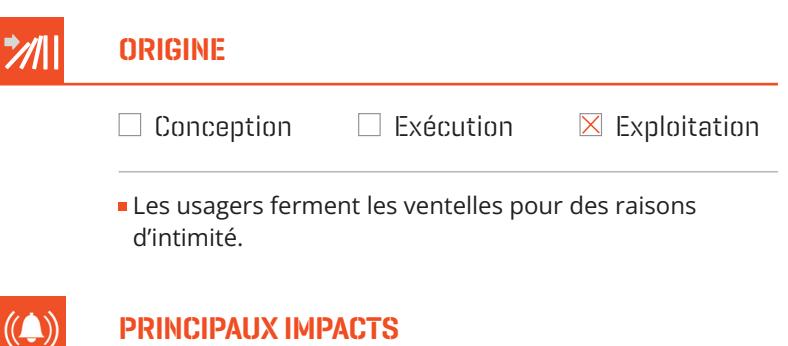 ORIGINE
Conception Exécution Exploitation
Les usagers ferment les ventelles pour des raisons
d'intimité.
PRINCIPAUX IMPACTS